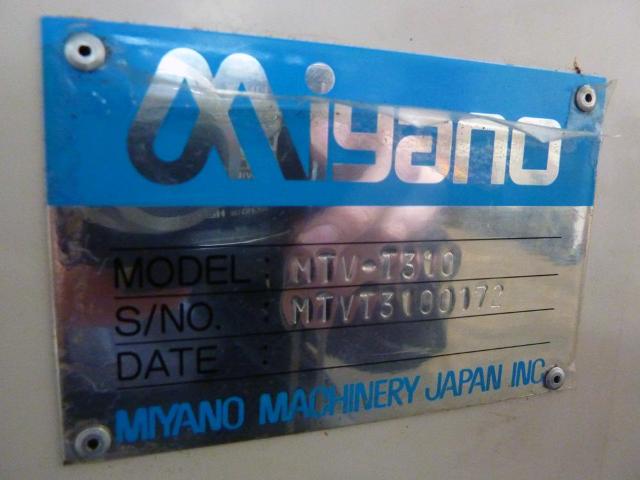 Miyano
MODEL : MTV-T310
S/NO. : MTVT3100172
DATE :
MIYANO MACHINERY JAPAN INC